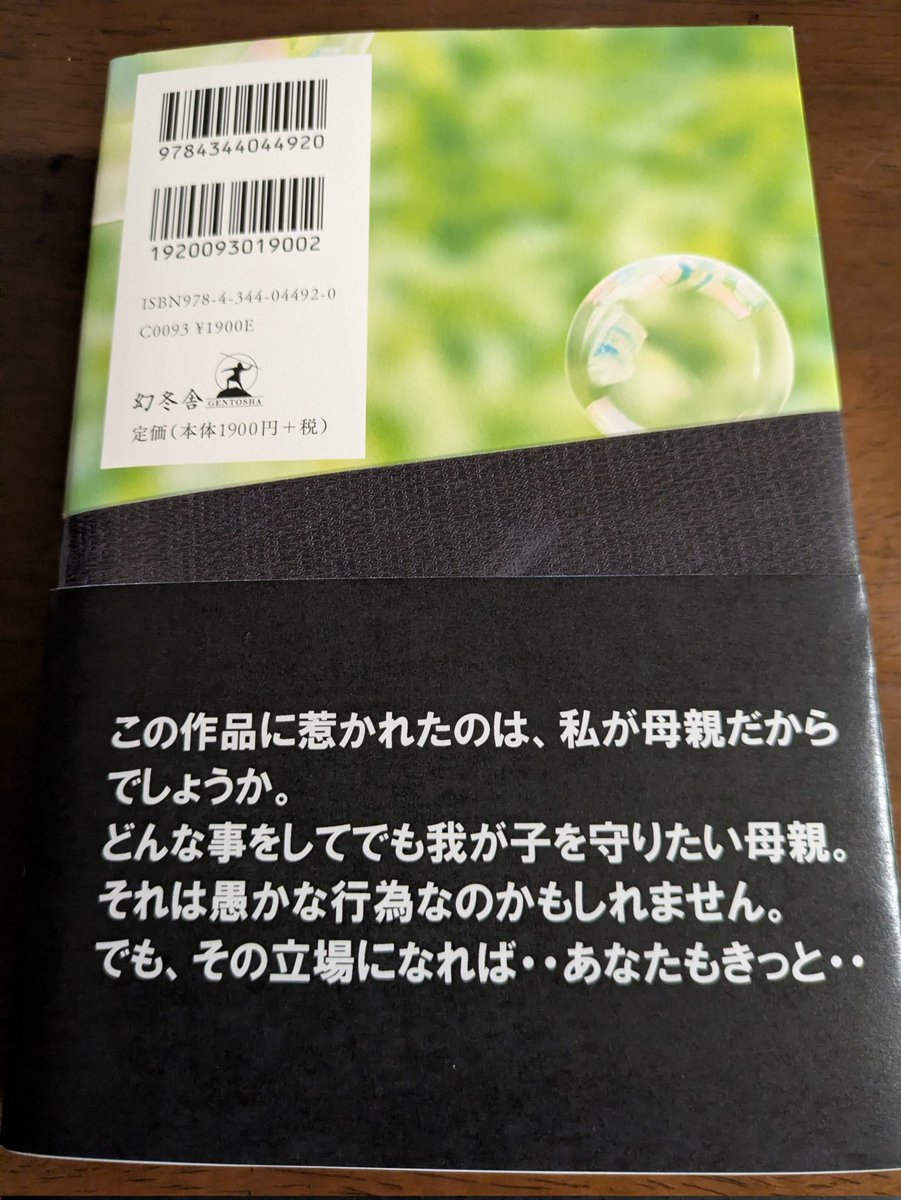 9784344044920
1920093019002
ISBN978-4-344-04492-0
C0093 ¥1900E
幻冬舎 GENTOSHA
定価(本体1900円+税)
この作品に惹かれたのは、私が母親だから
でしょうか。
どんな事をしてでも我が子を守りたい母親。
それは愚かな行為なのかもしれません。
でも、その立場になれば‥あなたもきっと‥